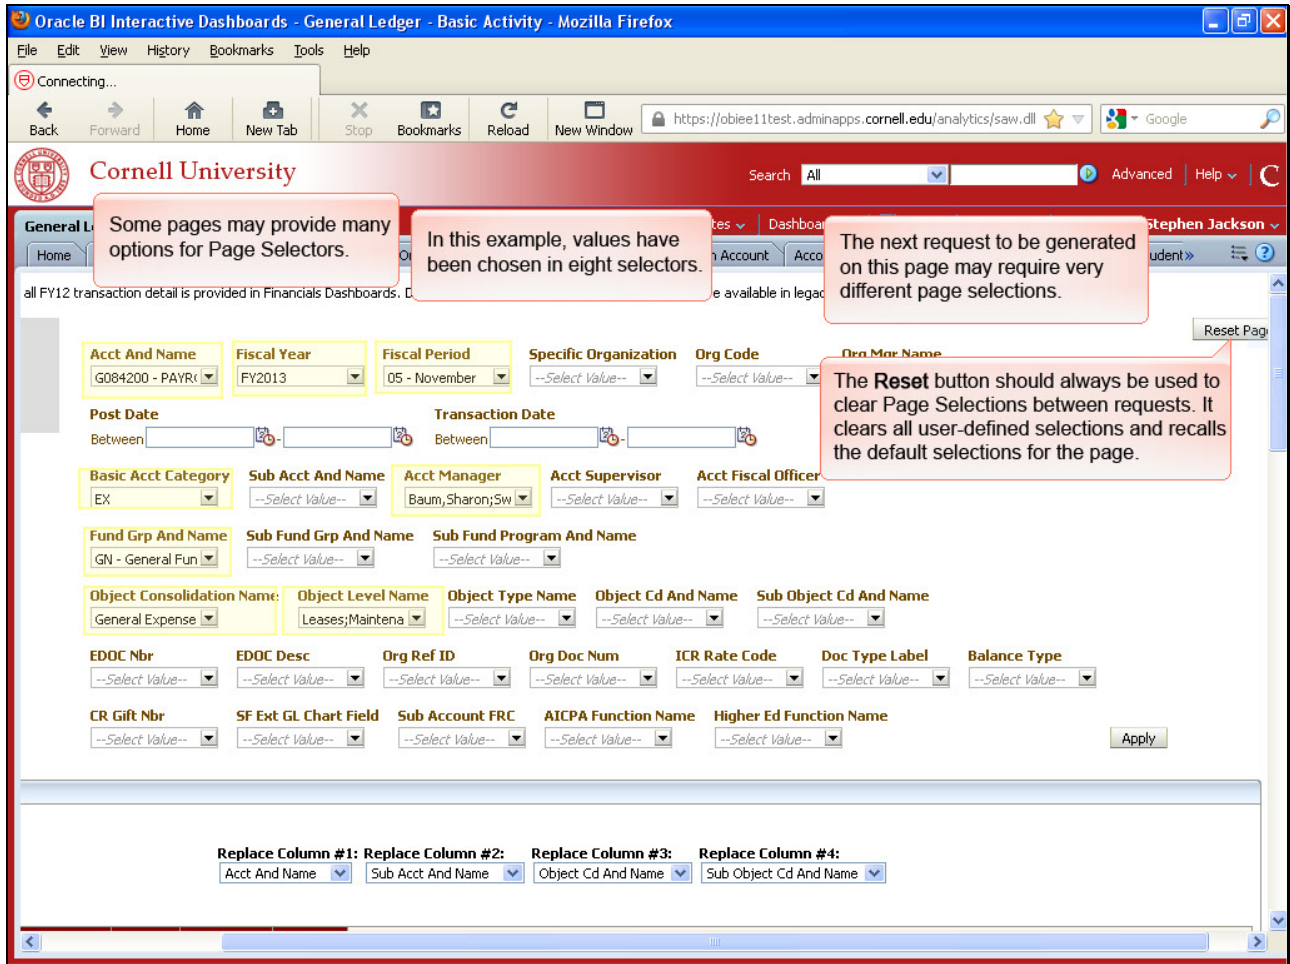 Oracle BI Interactive Dashboards - General Ledger - Basic Activity - Mozilla Firefox
File Edit View History Bookmarks Tools Help
Connecting...
Back Forward Home New Tab Stop Bookmarks Reload New Window https://obiee11test.adminapps.cornell.edu/analytics/saw.dll Google
Cornell University
Search All Advanced Help C
General L
Dashboar
Stephen Jackson
Home
n Account
Acco
udent»
Some pages may provide many
options for Page Selectors.
In this example, values have
been chosen in eight selectors.
The next request to be generated
on this page may require very
different page selections.
all FY12 transaction detail is provided in Financials Dashboards. D
e available in legac
Reset Pag
Acct And Name Fiscal Year Fiscal Period Specific Organization Org Code Org Mgr Name
G084200 - PAYR( FY2013 05 - November --Select Value-- --Select Value--
The Reset button should always be used to
clear Page Selections between requests. It
clears all user-defined selections and recalls
the default selections for the page.
Post Date Transaction Date
Between - Between -
Basic Acct Category Sub Acct And Name Acct Manager Acct Supervisor Acct Fiscal Officer
EX --Select Value-- Baum,Sharon;Sw --Select Value-- --Select Value--
Fund Grp And Name Sub Fund Grp And Name Sub Fund Program And Name
GN - General Fun --Select Value-- --Select Value--
Object Consolidation Name Object Level Name Object Type Name Object Cd And Name Sub Object Cd And Name
General Expense Leases;Maintena --Select Value-- --Select Value-- --Select Value--
EDOC Nbr EDOC Desc Org Ref ID Org Doc Num ICR Rate Code Doc Type Label Balance Type
--Select Value-- --Select Value-- --Select Value-- --Select Value-- --Select Value-- --Select Value-- --Select Value--
CR Gift Nbr SF Ext GL Chart Field Sub Account FRC AICPA Function Name Higher Ed Function Name
--Select Value-- --Select Value-- --Select Value-- --Select Value-- --Select Value-- Apply
Replace Column #1: Replace Column #2: Replace Column #3: Replace Column #4:
Acct And Name Sub Acct And Name Object Cd And Name Sub Object Cd And Name